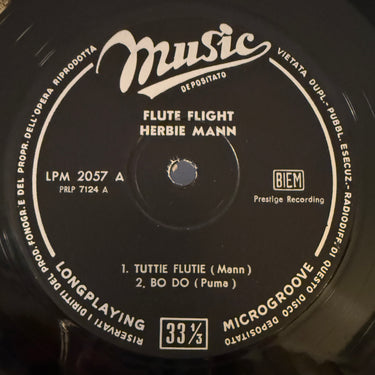 Music
DEPOSITATO
FLUTE FLIGHT
HERBIE MANN
LPM 2057 A
PRLP 7124 A
BIEM
Prestige Recording
1. TUTTIE FLUTIE (Mann)
2. BO DO (Puma)
LONGPLAYING
33 1/3
MICROGROOVE
RISERVATI I DIRITTI DEL PROD. FONOGR. E DEL PROPR. DELL'OPERA RIPRODOTTA
VIETATA DUPL.- PUBBL. ESECUZ.- RADIODIFF. DI QUESTO DISCO DEPOSITATO